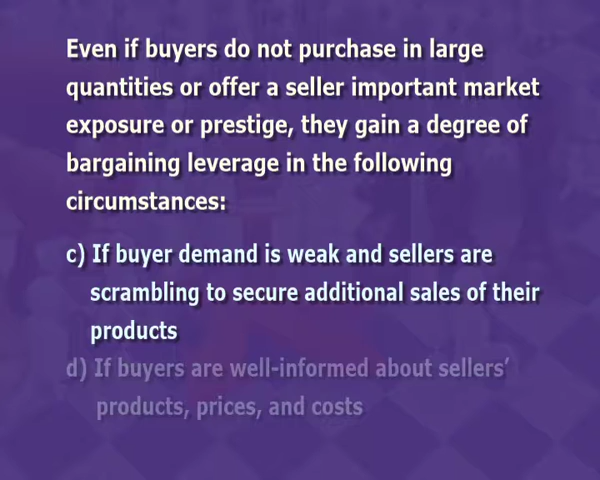 Even if buyers do not purchase in large
quantities or offer a seller important market
exposure or prestige, they gain a degree of
bargaining leverage in the following
circumstances:
c) If buyer demand is weak and sellers are
scrambling to secure additional sales of their
products
d) If buyers are well-informed about sellers’
products, prices, and costs